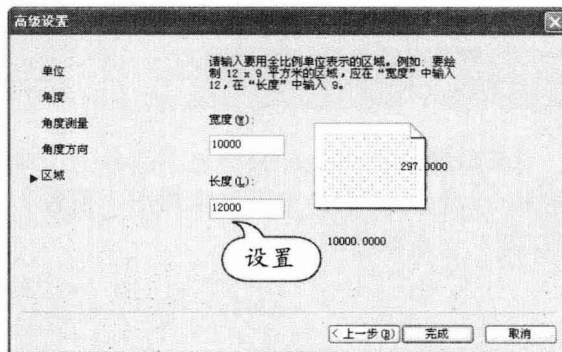 高级设置
单位
角度
角度测量
角度方向
区域
请输入要用全比例单位表示的区域。例如: 要绘
制 12 x 9 平方米的区域, 应在“宽度”中输入
12, 在“长度”中输入 9。
宽度(W):
10000
297.0000
长度(L):
12000
10000.0000
设置
< 上一步(B)
完成
取消